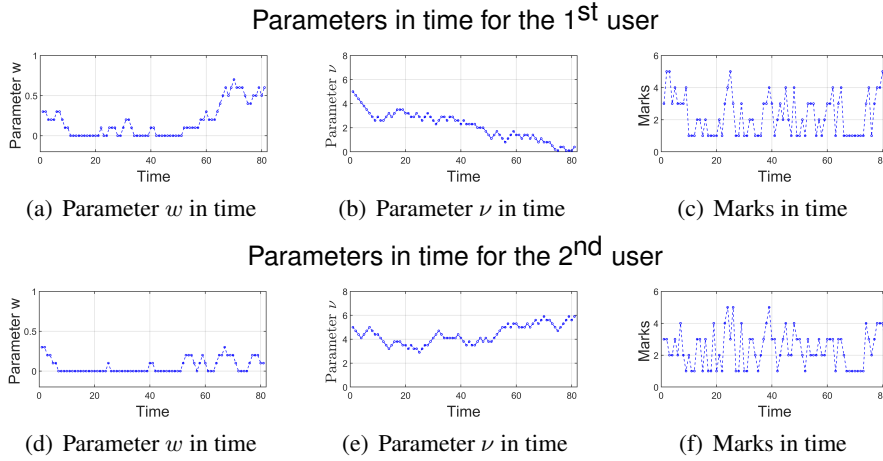 Parameters in time for the 1st user
1
0.5
0
Parameter w
0 20 40 60 80
Time
8
6
4
2
0
Parameter ν
0 20 40 60 80
Time
6
4
2
0
Marks
0 20 40 60 80
Time
(a) Parameter w in time
(b) Parameter ν in time
(c) Marks in time
Parameters in time for the 2nd user
1
0.5
0
Parameter w
0 20 40 60 80
Time
8
6
4
2
0
Parameter ν
0 20 40 60 80
Time
6
4
2
0
Marks
0 20 40 60 80
Time
(d) Parameter w in time
(e) Parameter ν in time
(f) Marks in time